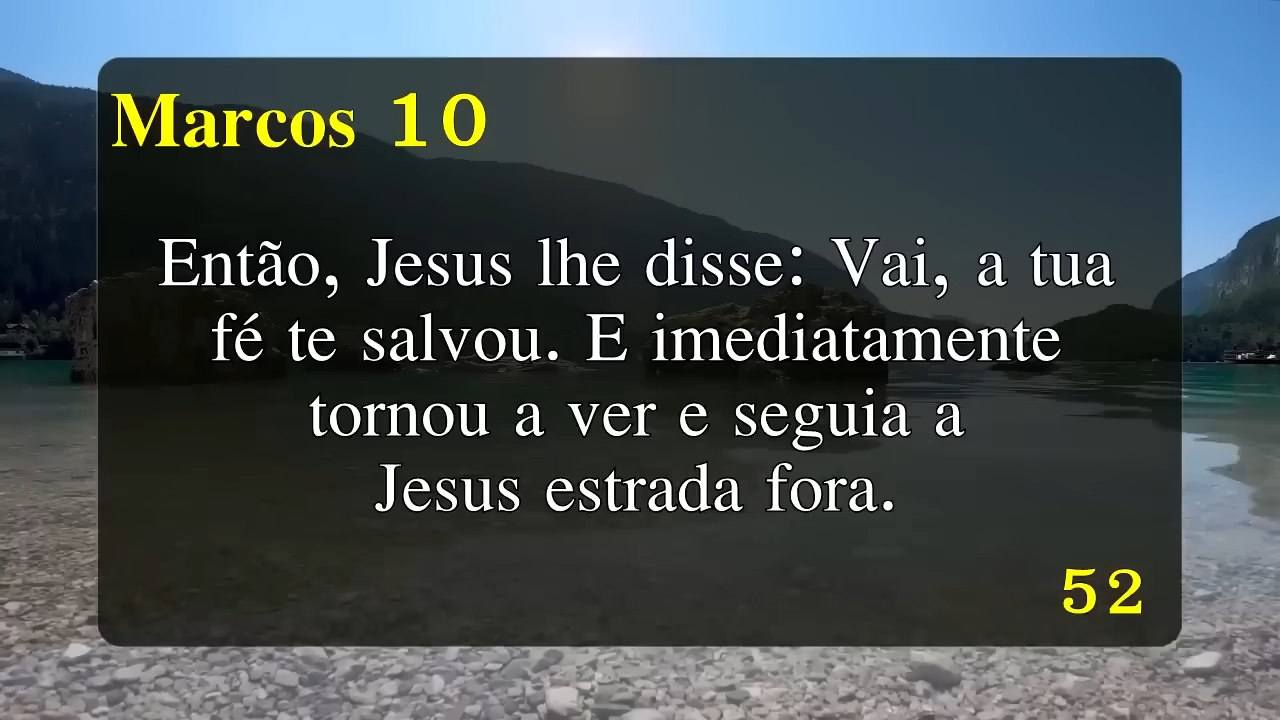 Marcos 10
Então, Jesus lhe disse: Vai, a tua
fé te salvou. E imediatamente
tornou a ver e seguia a
Jesus estrada fora.
52